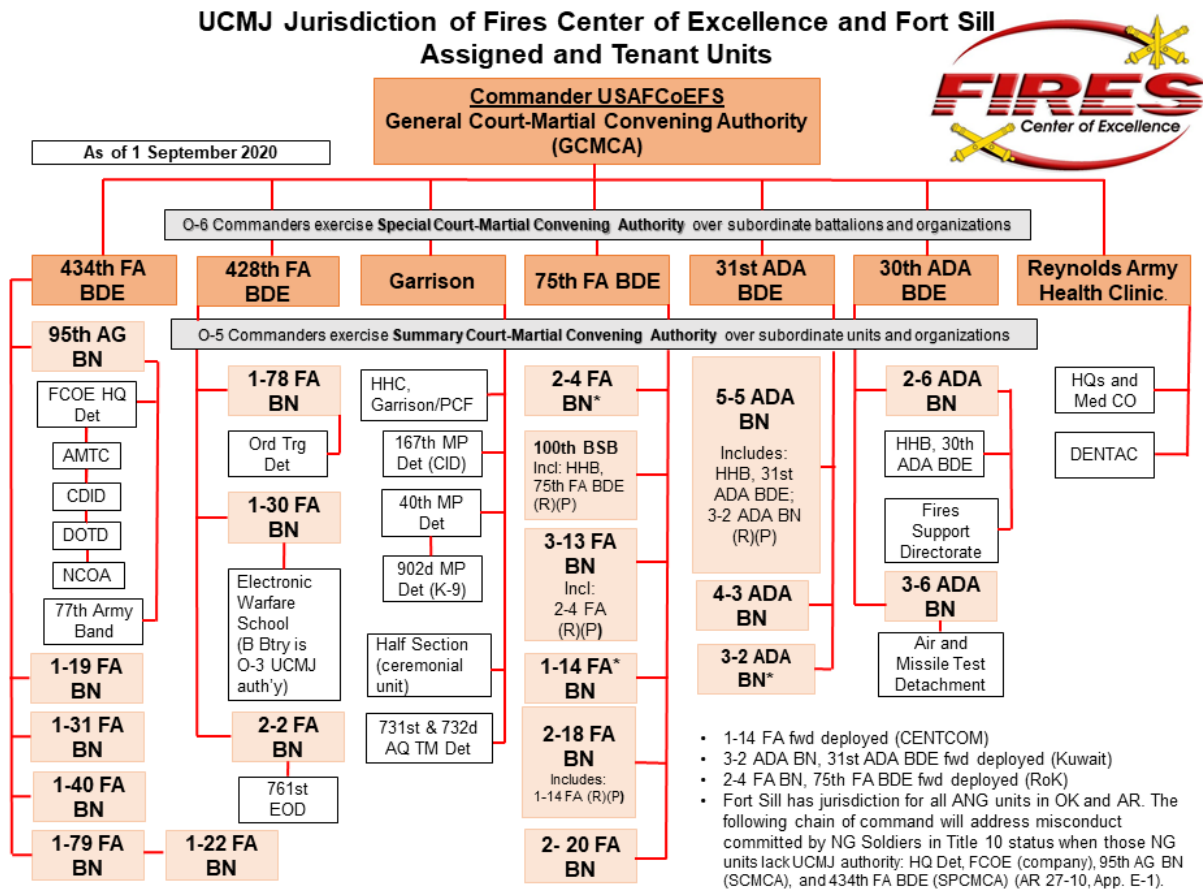 UCMJ Jurisdiction of Fires Center of Excellence and Fort Sill
Assigned and Tenant Units
FIRES
Center of Excellence
Commander USAFCoEFS
General Court-Martial Convening Authority
(GCMCA)
As of 1 September 2020
O-6 Commanders exercise Special Court-Martial Convening Authority over subordinate battalions and organizations
434th FA
BDE
428th FA
BDE
Garrison
75th FA BDE
31st ADA
BDE
30th ADA
BDE
Reynolds Army
Health Clinic.
O-5 Commanders exercise Summary Court-Martial Convening Authority over subordinate units and organizations
95th AG
BN
FCOE HQ
Det
AMTC
CDID
DOTD
NCOA
77th Army
Band
1-19 FA
BN
1-31 FA
BN
1-40 FA
BN
1-79 FA
BN
1-22 FA
BN
1-78 FA
BN
Ord Trg
Det
1-30 FA
BN
Electronic
Warfare
School
(B Btry is
O-3 UCMJ
auth'y)
2-2 FA
BN
761st
EOD
HHC,
Garrison/PCF
167th MP
Det (CID)
40th MP
Det
902d MP
Det (K-9)
Half Section
(ceremonial
unit)
731st & 732d
AQ TM Det
2-4 FA
BN*
100th BSB
Incl: HHB,
75th FA BDE
(R)(P)
3-13 FA
BN
Incl:
2-4 FA
(R)(P)
1-14 FA*
BN
2-18 FA
BN
Includes:
1-14 FA (R)(P)
2- 20 FA
BN
5-5 ADA
BN
Includes:
HHB, 31st
ADA BDE;
3-2 ADA BN
(R)(P)
4-3 ADA
BN
3-2 ADA
BN*
2-6 ADA
BN
HHB, 30th
ADA BDE
Fires
Support
Directorate
3-6 ADA
BN
Air and
Missile Test
Detachment
HQs and
Med CO
DENTAC
• 1-14 FA fwd deployed (CENTCOM)
• 3-2 ADA BN, 31st ADA BDE fwd deployed (Kuwait)
• 2-4 FA BN, 75th FA BDE fwd deployed (RoK)
• Fort Sill has jurisdiction for all ANG units in OK and AR. The
following chain of command will address misconduct
committed by NG Soldiers in Title 10 status when those NG
units lack UCMJ authority: HQ Det, FCOE (company), 95th AG BN
(SCMCA), and 434th FA BDE (SPCMCA) (AR 27-10, App. E-1).